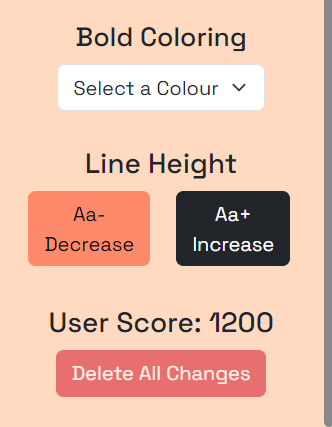 Bold Coloring
Select a Colour
Line Height
Aa-
Decrease
Aa+
Increase
User Score: 1200
Delete All Changes